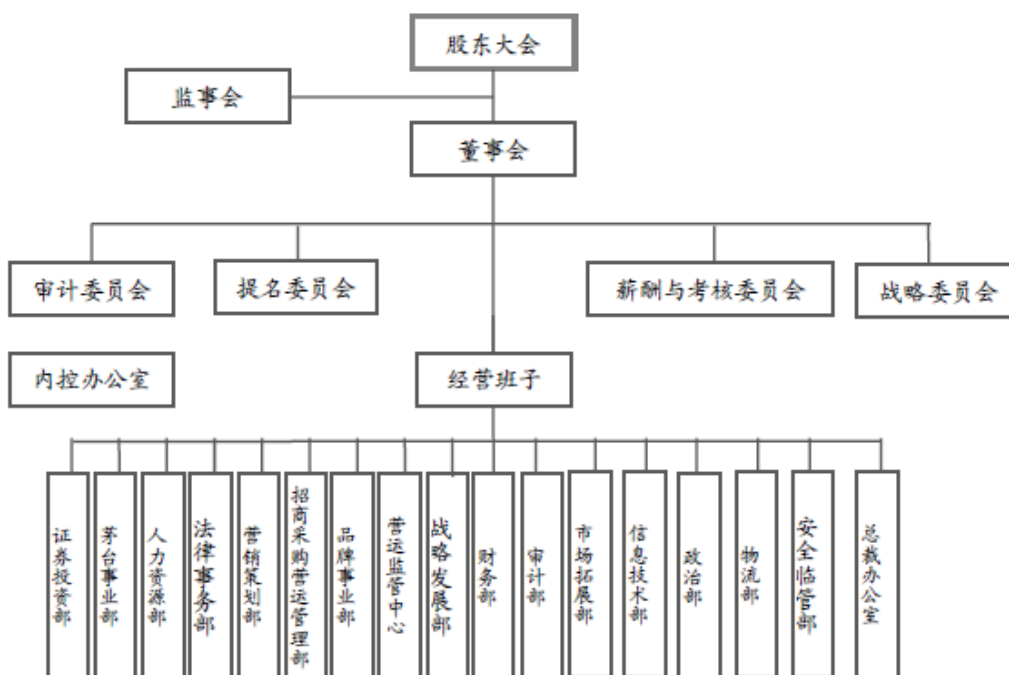 股东大会
监事会
董事会
审计委员会
提名委员会
薪酬与考核委员会
战略委员会
内控办公室
经营班子
证券投资部
茅台事业部
人力资源部
法律事务部
营销策划部
招商采购营运管理部
品牌事业部
营运监管中心
战略发展部
财务部
审计部
市场拓展部
信息技术部
政治部
物流部
安全临管部
总裁办公室